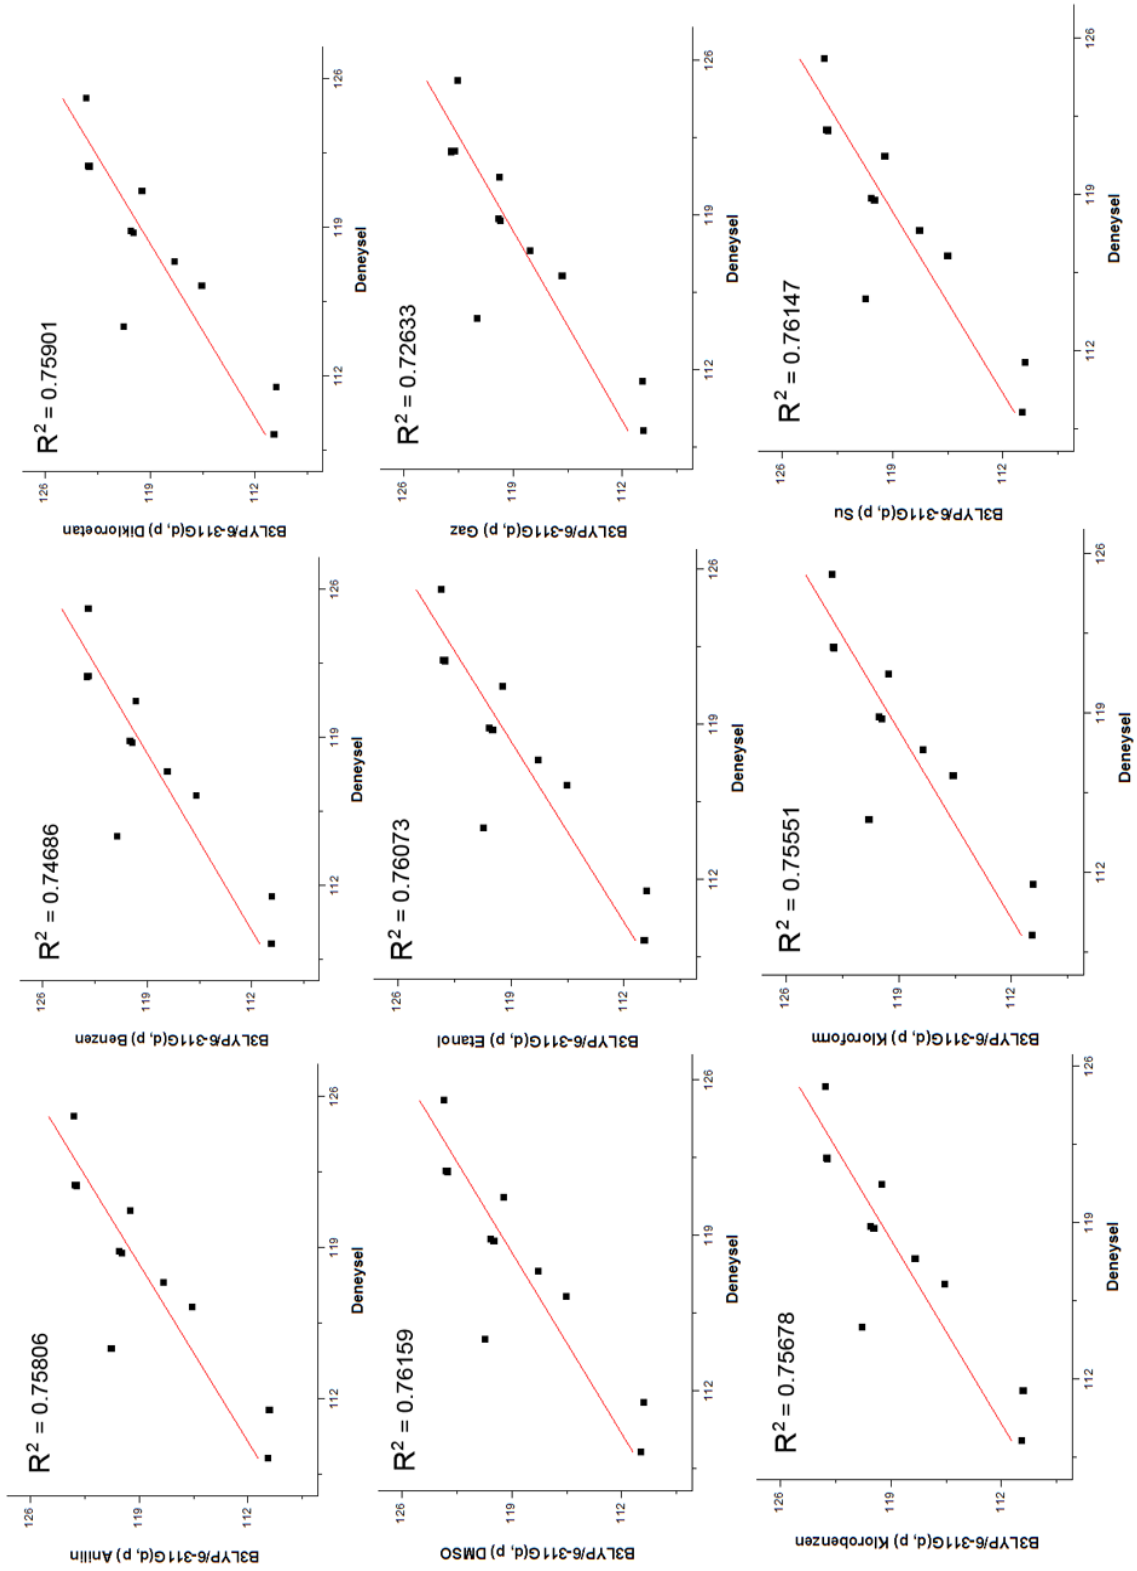 R² = 0.75806
126
119
112
B3LYP/6-311G(d, p) Anilin
112
119
126
Deneysel
R² = 0.74686
126
119
112
B3LYP/6-311G(d, p) Benzen
112
119
126
Deneysel
R² = 0.75901
126
119
112
B3LYP/6-311G(d, p) Dikloroetan
112
119
126
Deneysel
R² = 0.76159
126
119
112
B3LYP/6-311G(d, p) DMSO
112
119
126
Deneysel
R² = 0.76073
126
119
112
B3LYP/6-311G(d, p) Etanol
112
119
126
Deneysel
R² = 0.72633
126
119
112
B3LYP/6-311G(d, p) Gaz
112
119
126
Deneysel
R² = 0.75678
126
119
112
B3LYP/6-311G(d, p) Klorobenzen
112
119
126
Deneysel
R² = 0.75551
126
119
112
B3LYP/6-311G(d, p) Kloroform
112
119
126
Deneysel
R² = 0.76147
126
119
112
B3LYP/6-311G(d, p) Su
112
119
126
Deneysel